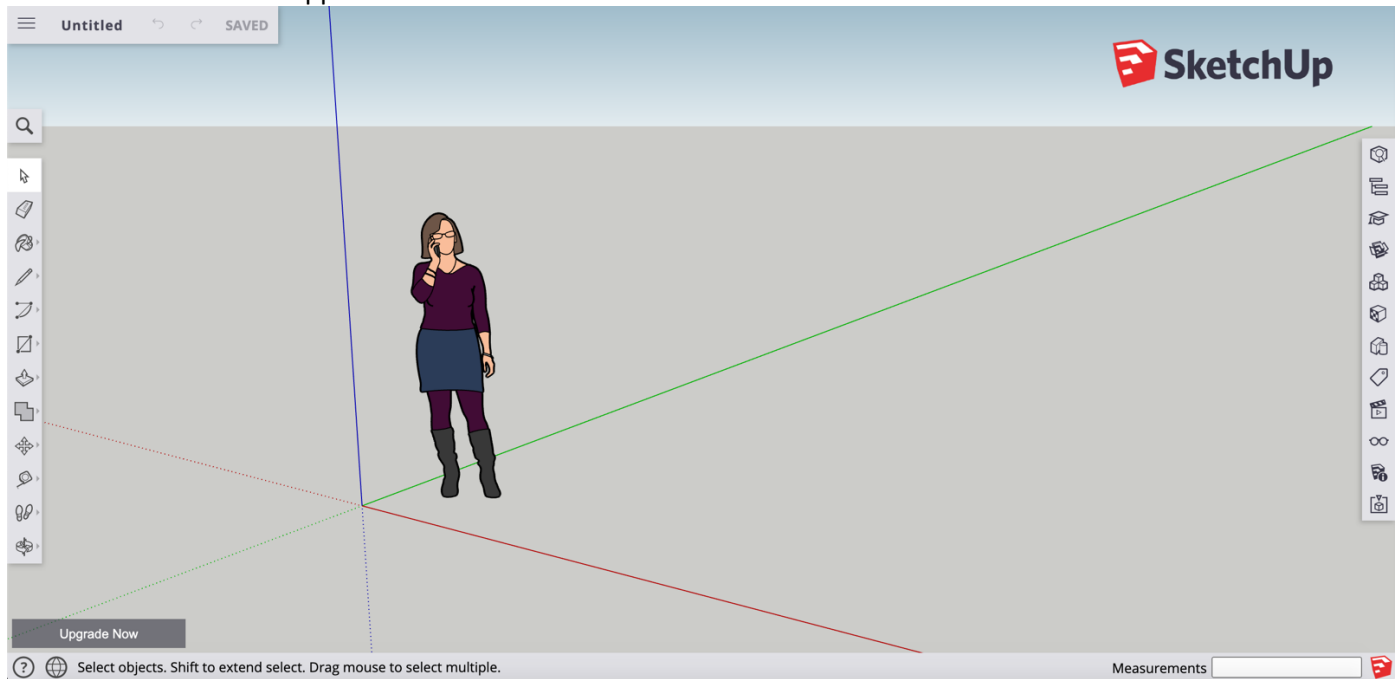 Untitled SAVED
SketchUp
Upgrade Now
Select objects. Shift to extend select. Drag mouse to select multiple.
Measurements